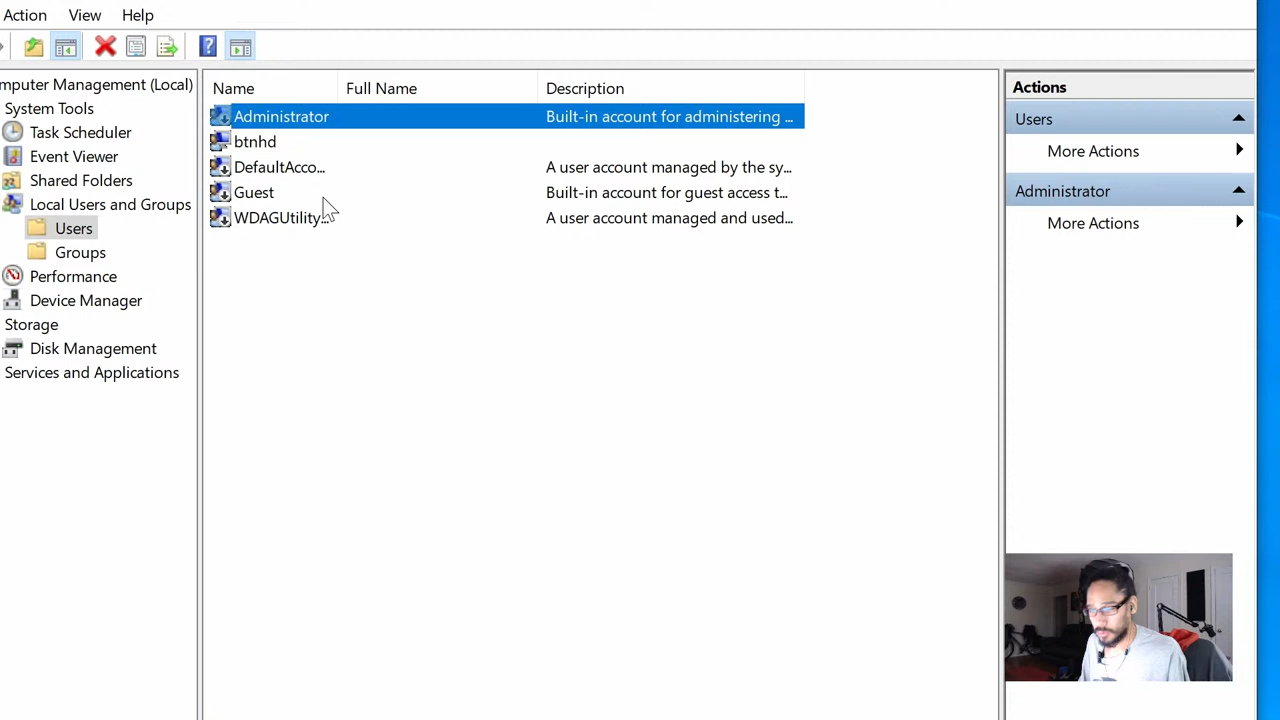 Action View Help
mputer Management (Local)
System Tools
Task Scheduler
Event Viewer
Shared Folders
Local Users and Groups
Users
Groups
Performance
Device Manager
Storage
Disk Management
Services and Applications
Name Full Name Description
Administrator Built-in account for administering ...
btnhd
DefaultAcco... A user account managed by the sy...
Guest Built-in account for guest access t...
WDAGUtility... A user account managed and used...
Actions
Users
More Actions
Administrator
More Actions